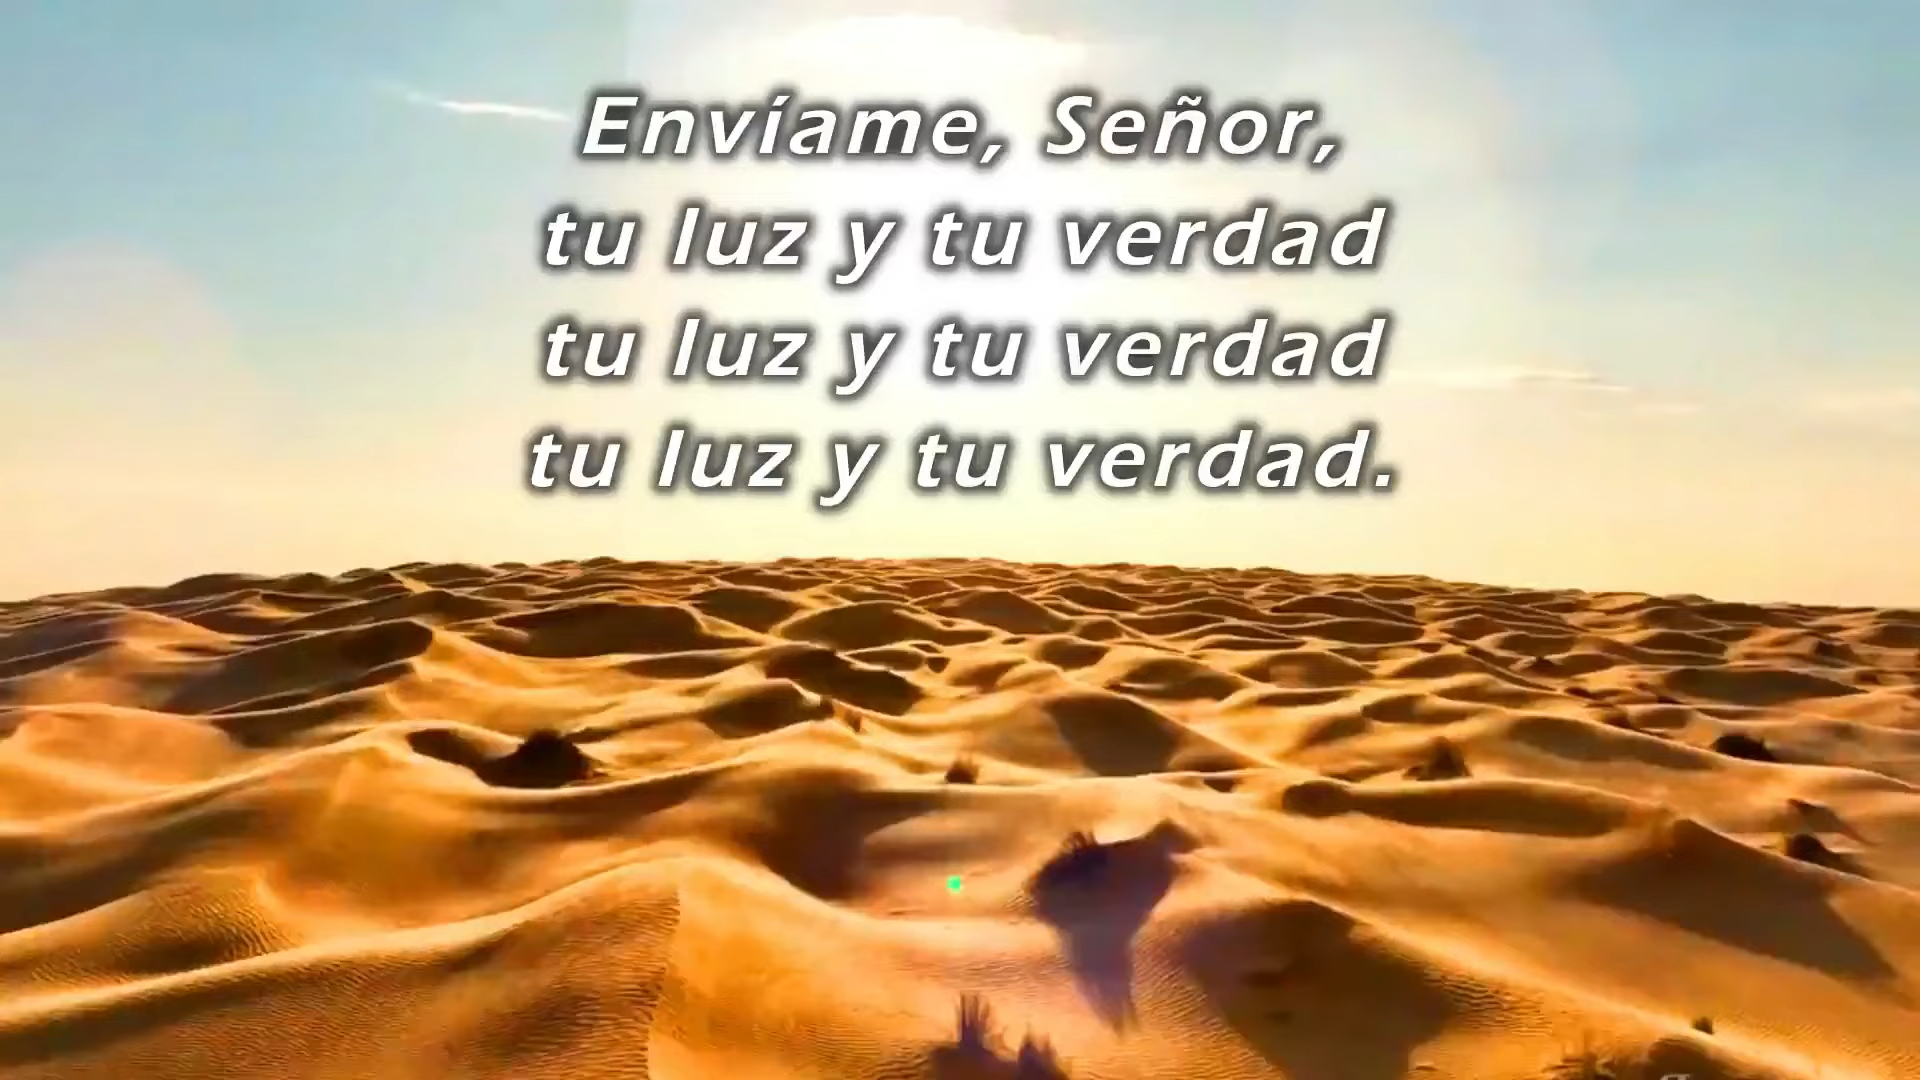 Envíame, Señor,
tu luz y tu verdad
tu luz y tu verdad
tu luz y tu verdad.